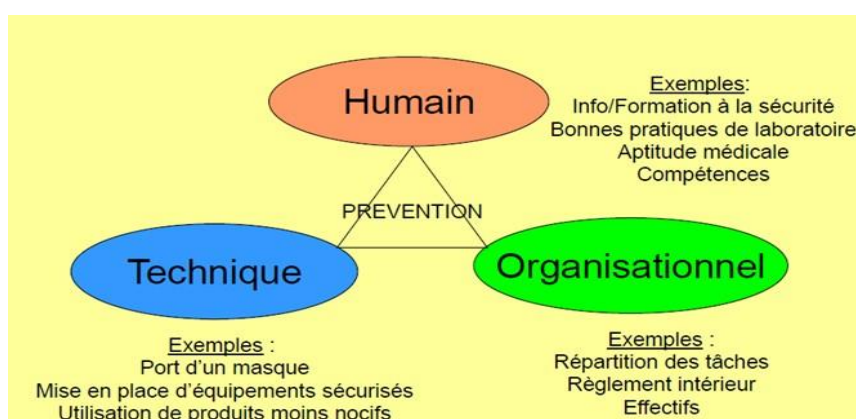 Humain
Exemples:
Info/Formation à la sécurité
Bonnes pratiques de laboratoire
Aptitude médicale
Compétences
PREVENTION
Technique
Exemples :
Port d'un masque
Mise en place d'équipements sécurisés
Utilisation de produits moins nocifs
Organisationnel
Exemples :
Répartition des tâches
Règlement intérieur
Effectifs